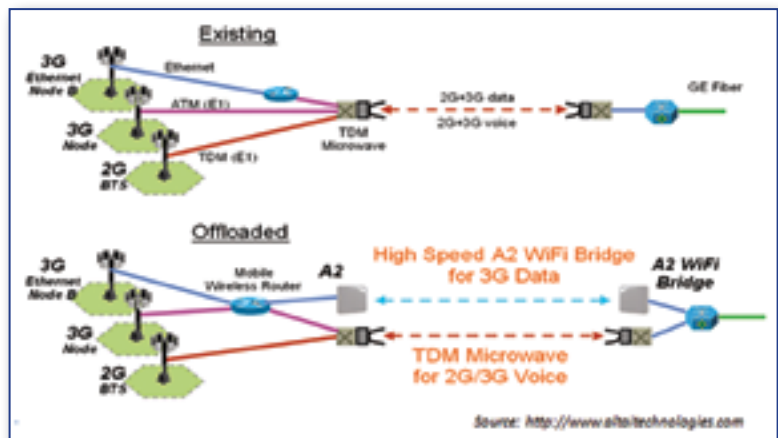 Existing
3G
Ethernet
Node B
Ethernet
ATM (E1)
3G
Node
TDM (E1)
2G
BTS
TDM
Microwave
2G+3G data
2G+3G voice
GE Fiber
Offloaded
3G
Ethernet
Node B
Mobile
Wireless Router
A2
High Speed A2 WiFi Bridge
for 3G Data
A2 WiFi
Bridge
3G
Node
2G
BTS
TDM Microwave
for 2G/3G Voice
Source: http://www.altaitechnologies.com